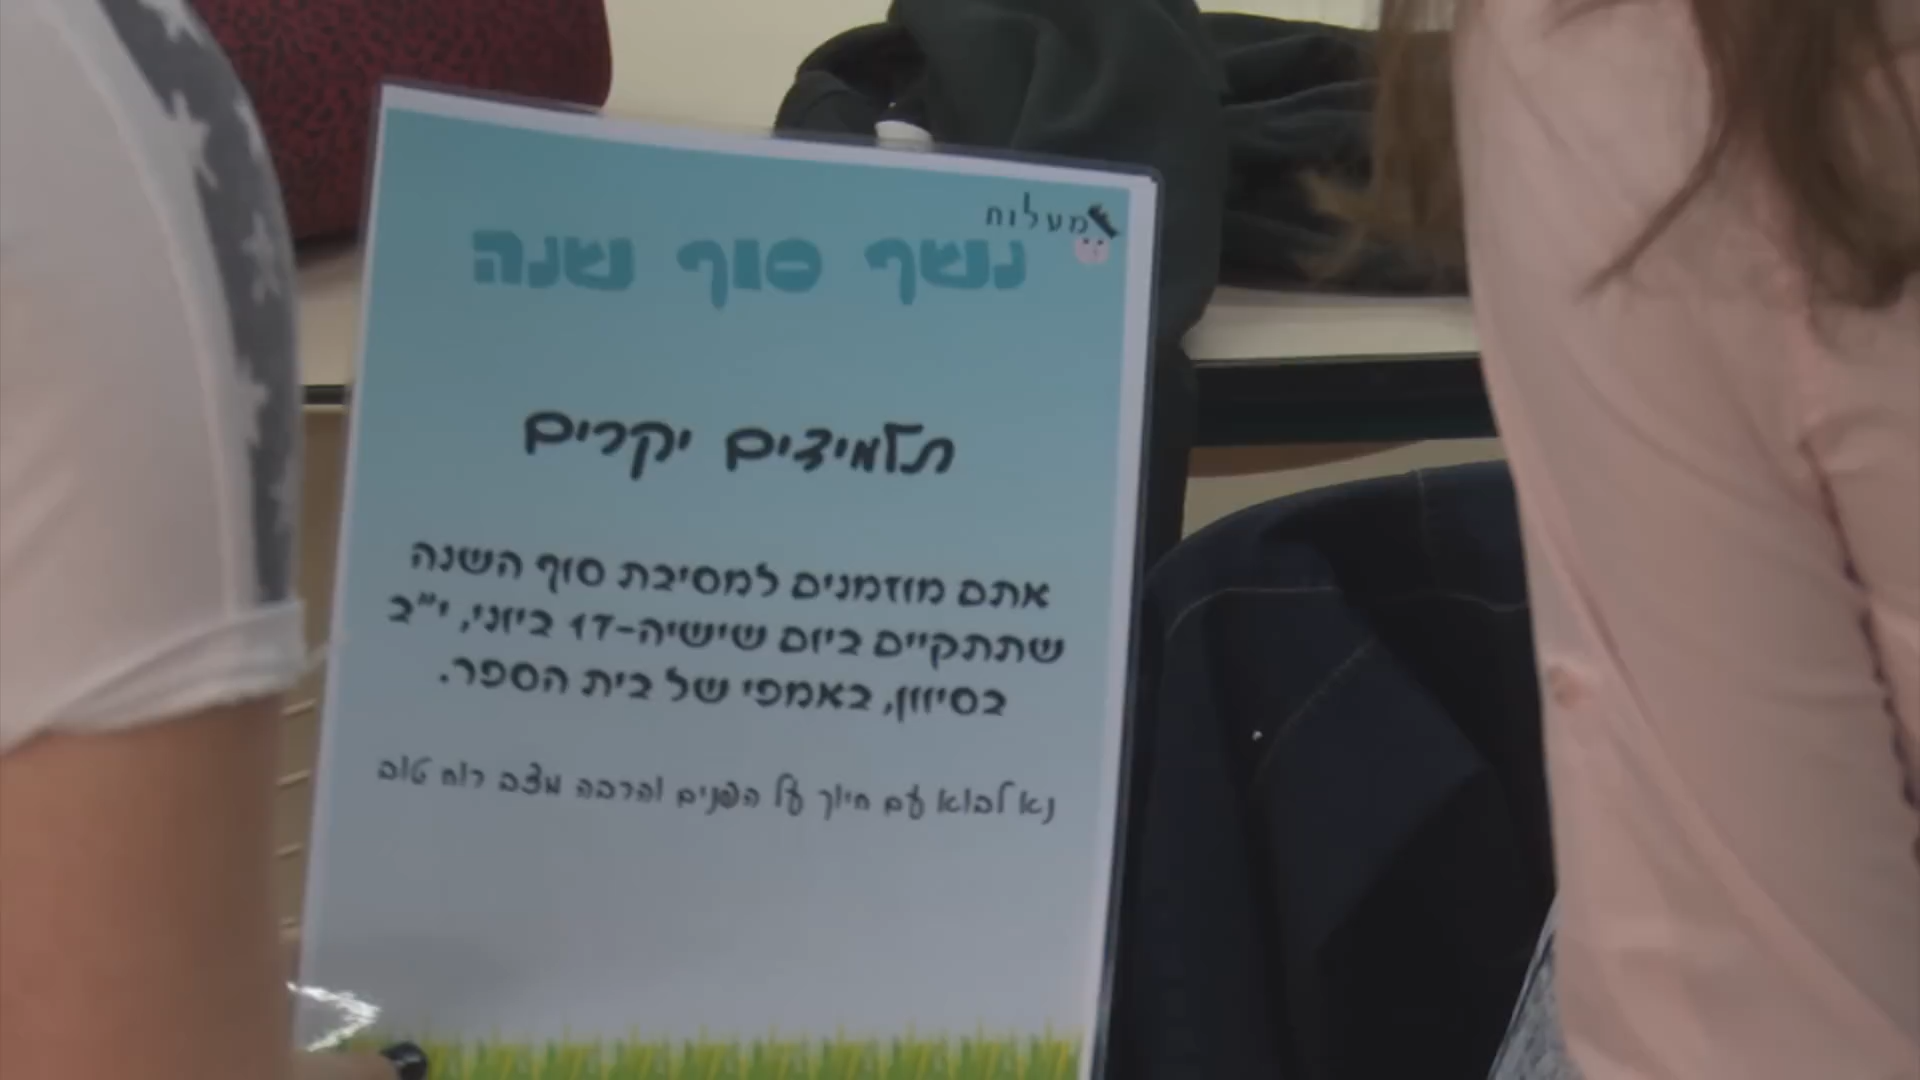 מעלוח
נשף סוף שנה
תלמידים יקרים
אתם מוזמנים למסיבת סוף השנה
שתתקיים ביום שישיה-17 ביוני, י"ב
בסיוון, באמפי של בית הספר.
נא לבוא עם חיוך על הפנים והרבה מצב רוח טוב